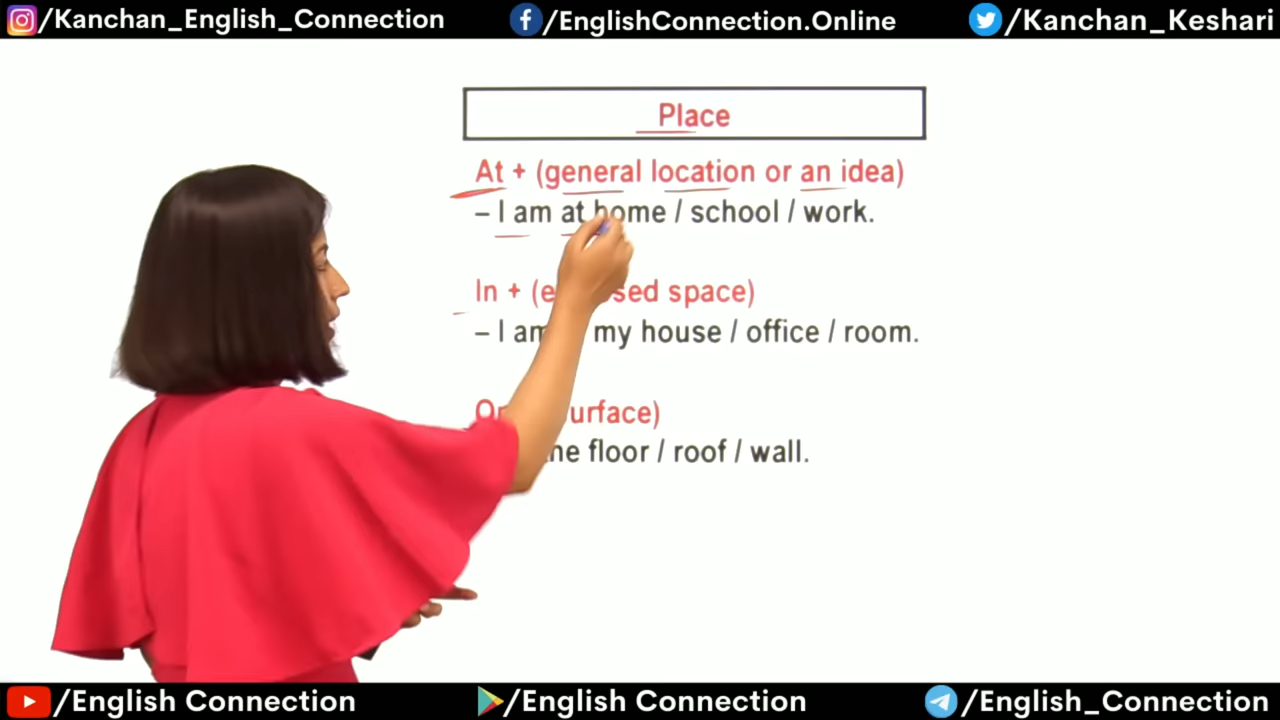 /Kanchan_English_Connection /EnglishConnection.Online /Kanchan_Keshari
Place
At + (general location or an idea)
– I am at home / school / work.
In + ( sed space)
– I am my house / office / room.
urface)
floor / roof / wall.
/English Connection /English Connection /English_Connection